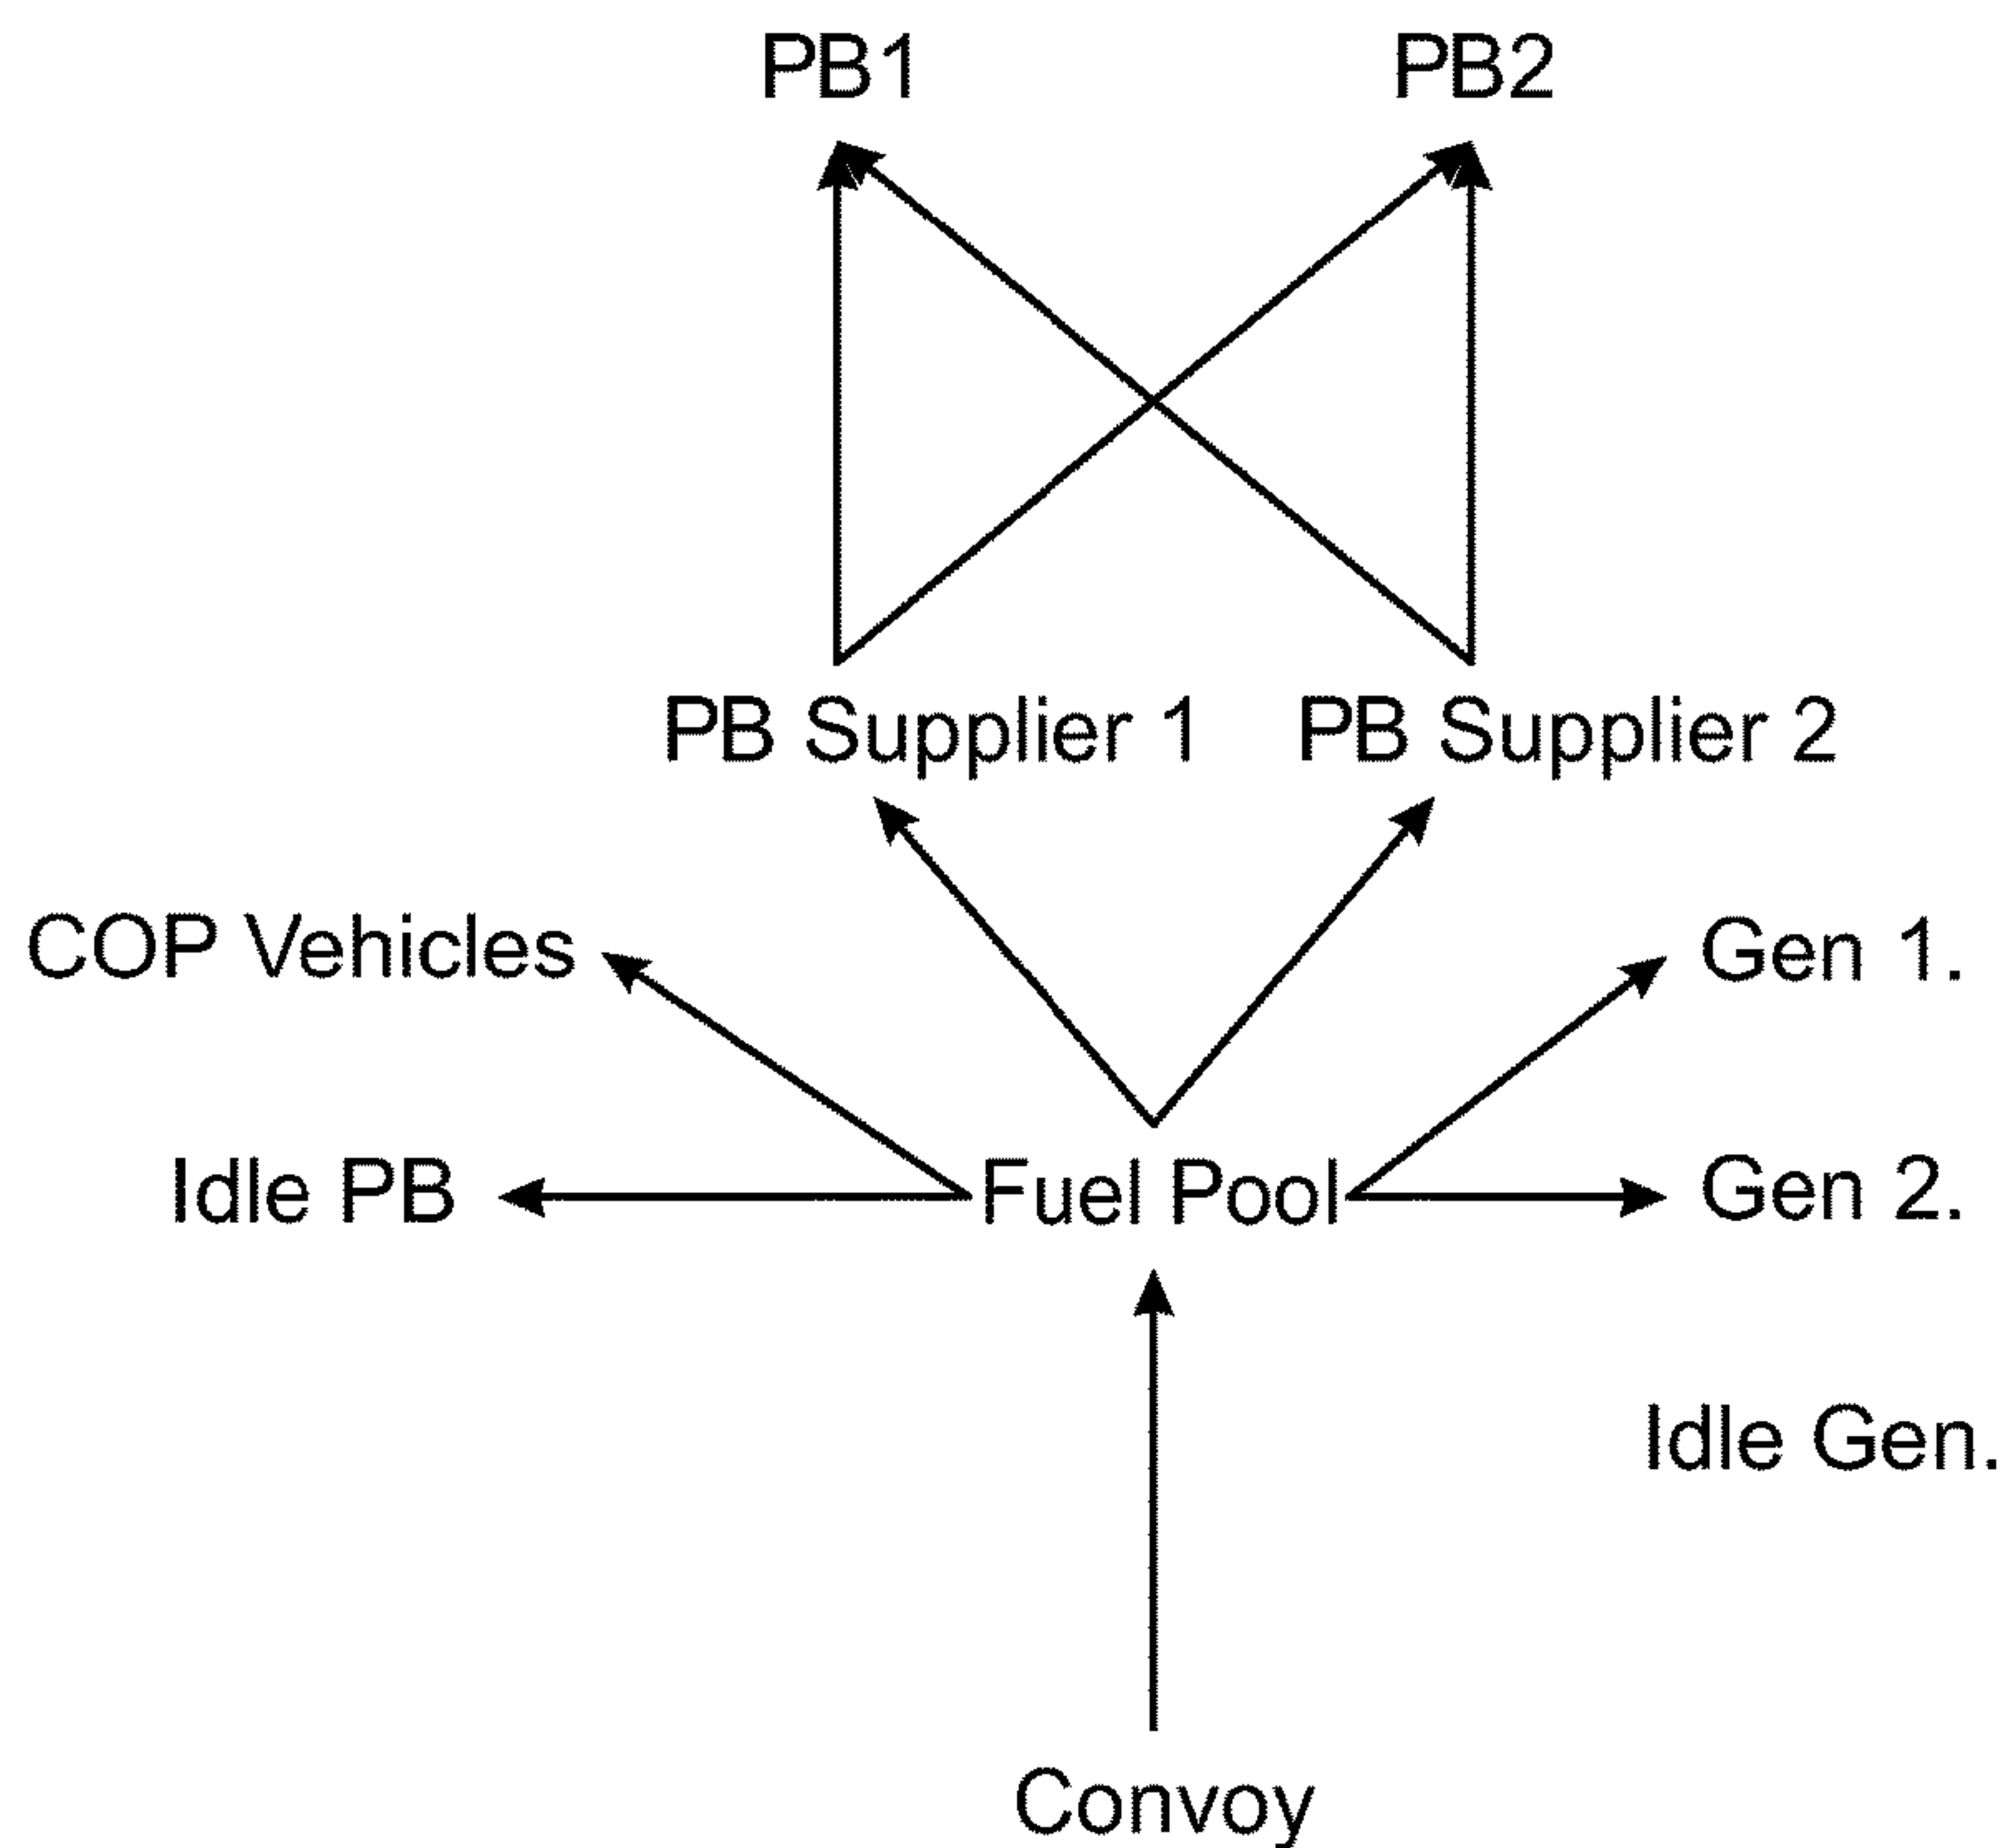 PB1
PB2
PB Supplier 1
PB Supplier 2
COP Vehicles
Gen 1.
Idle PB
Fuel Pool
Gen 2.
Idle Gen.
Convoy